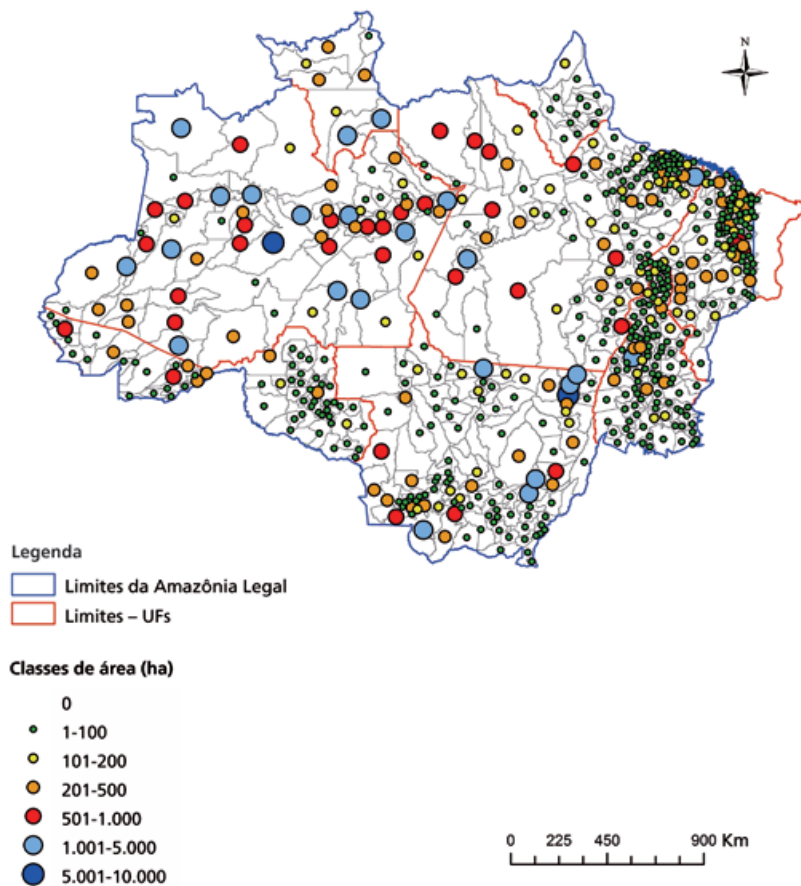 N
Legenda
Limites da Amazônia Legal
Limites – UFs
Classes de área (ha)
0
1-100
101-200
201-500
501-1.000
1.001-5.000
5.001-10.000
0 225 450 900 Km